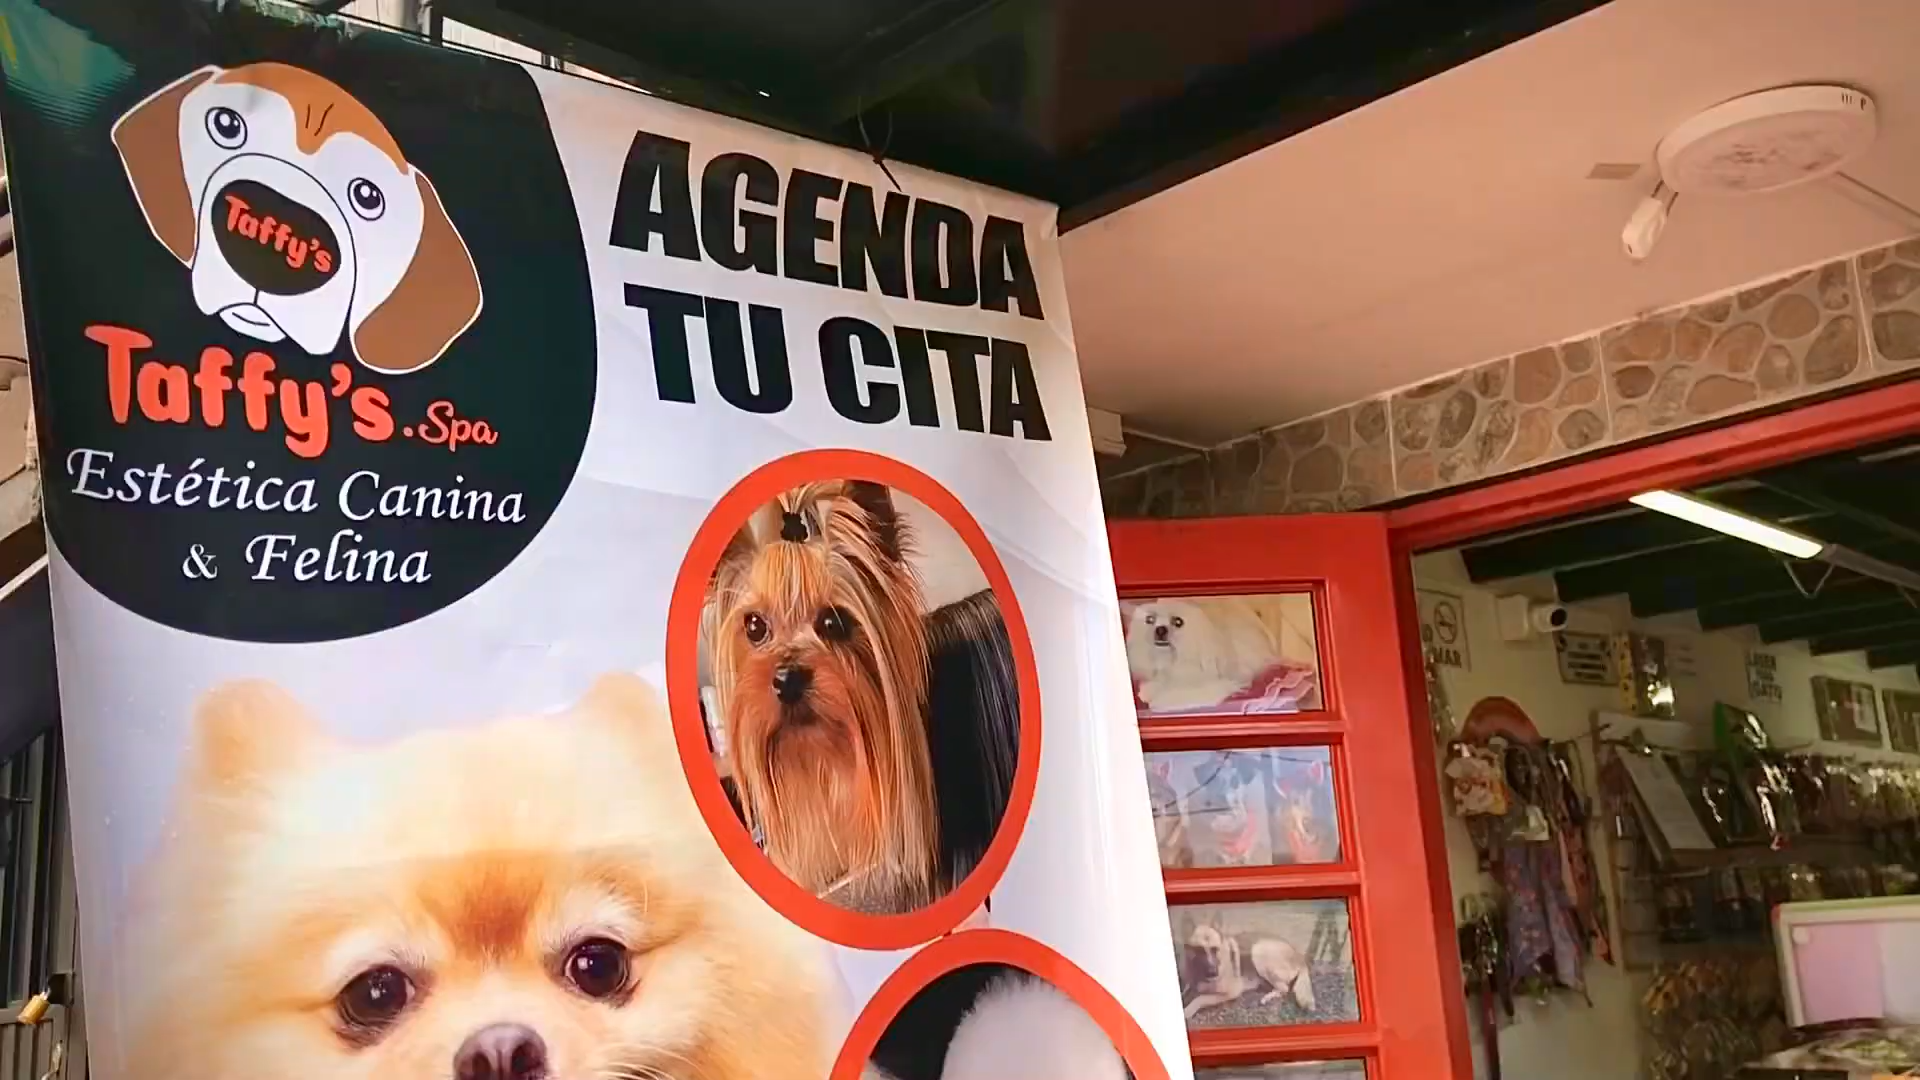 Taffy's
Taffy's.Spa
Estética Canina
& Felina
AGENDA
TU CITA